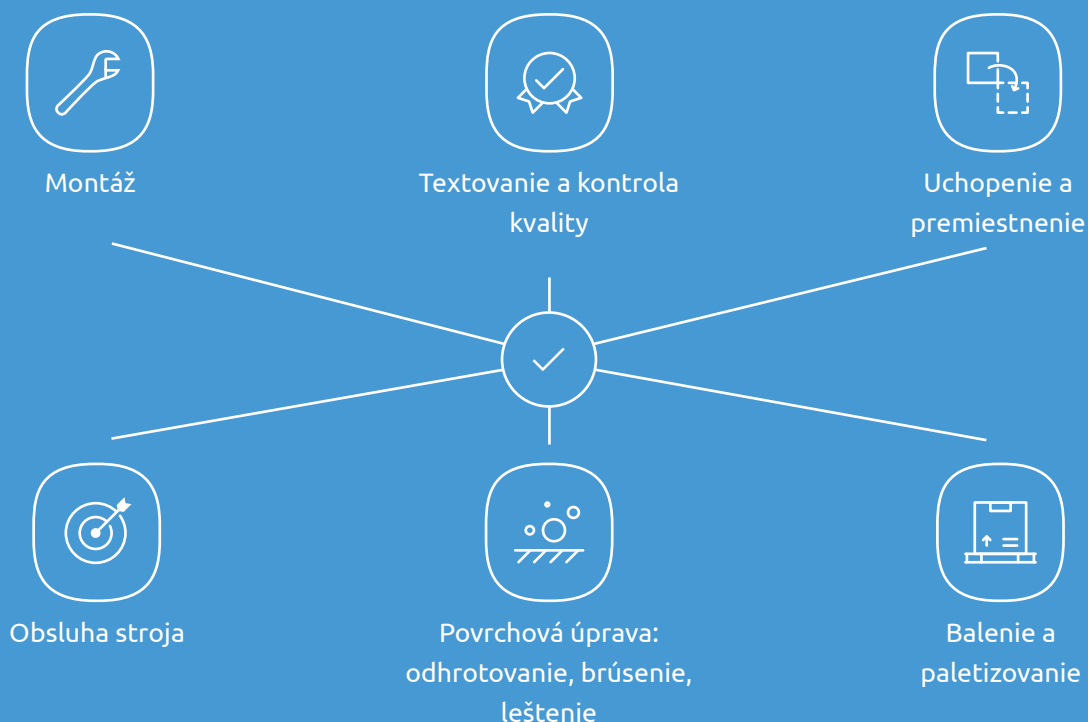 Montáž
Textovanie a kontrola
kvality
Uchopenie a
premiestnenie
Obsluha stroja
Povrchová úprava:
odhrotovanie, brúsenie,
leštenie
Balenie a
paletizovanie